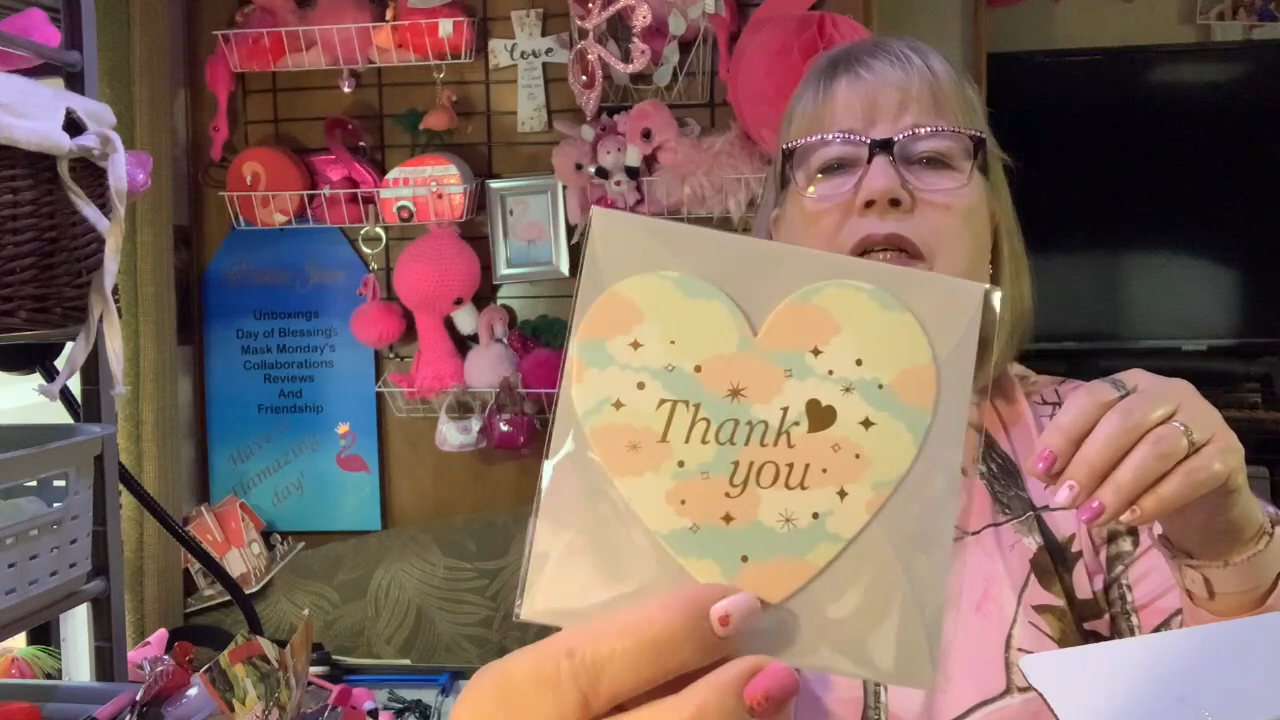 Love
Unboxings
Day of Blessings
Mask Monday's
Collaborations
Reviews
And
Friendship
Have a
flamazing
day'
Thank
you